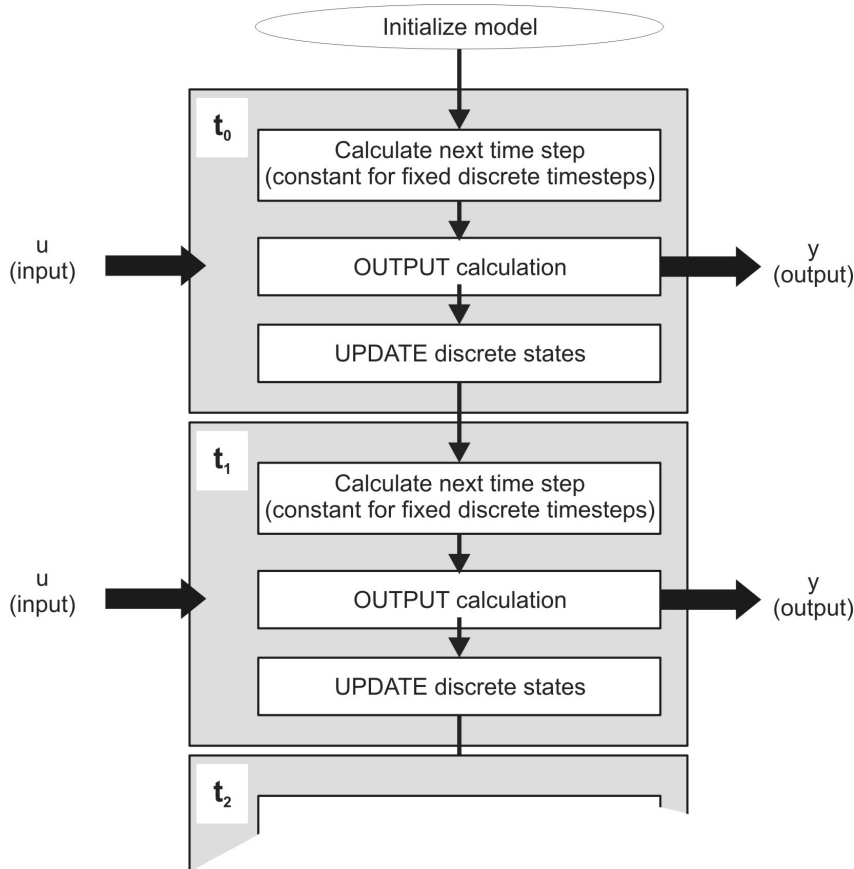 Initialize model
t₀
Calculate next time step
(constant for fixed discrete timesteps)
u
(input)
OUTPUT calculation
y
(output)
UPDATE discrete states
t₁
Calculate next time step
(constant for fixed discrete timesteps)
u
(input)
OUTPUT calculation
y
(output)
UPDATE discrete states
t₂